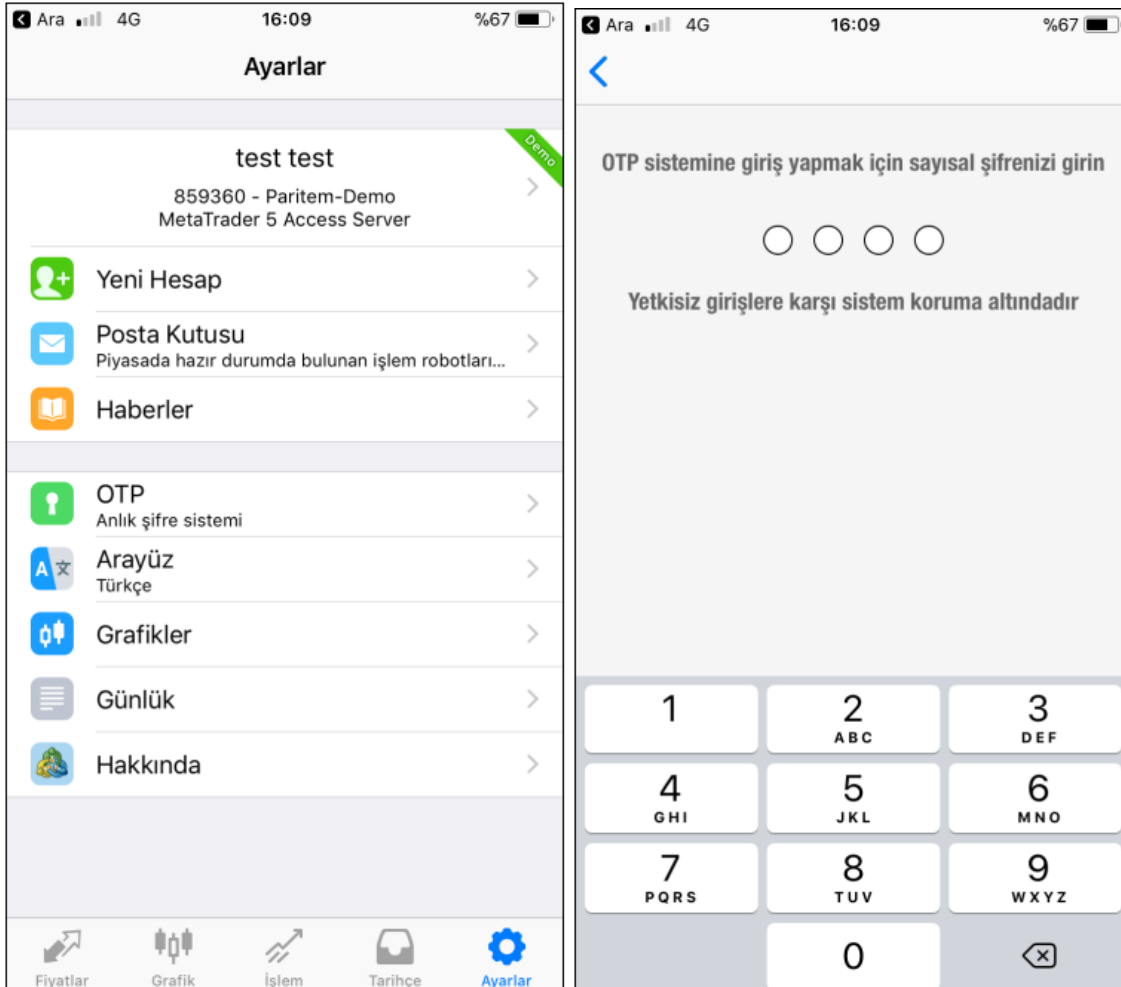 Ara 4G 16:09 %67
Ayarlar
Demo
test test
859360 - Paritem-Demo
MetaTrader 5 Access Server
Yeni Hesap
Posta Kutusu
Piyasada hazır durumda bulunan işlem robotları...
Haberler
OTP
Anlık şifre sistemi
A 文
Arayüz
Türkçe
Grafikler
Günlük
Hakkında
Fiyatlar Grafik İşlem Tarihçe Ayarlar
Ara 4G 16:09 %67
OTP sistemine giriş yapmak için sayısal şifrenizi girin
Yetkisiz girişlere karşı sistem koruma altındadır
1 2 3
ABC DEF
4 5 6
GHI JKL MNO
7 8 9
PQRS TUV WXYZ
0